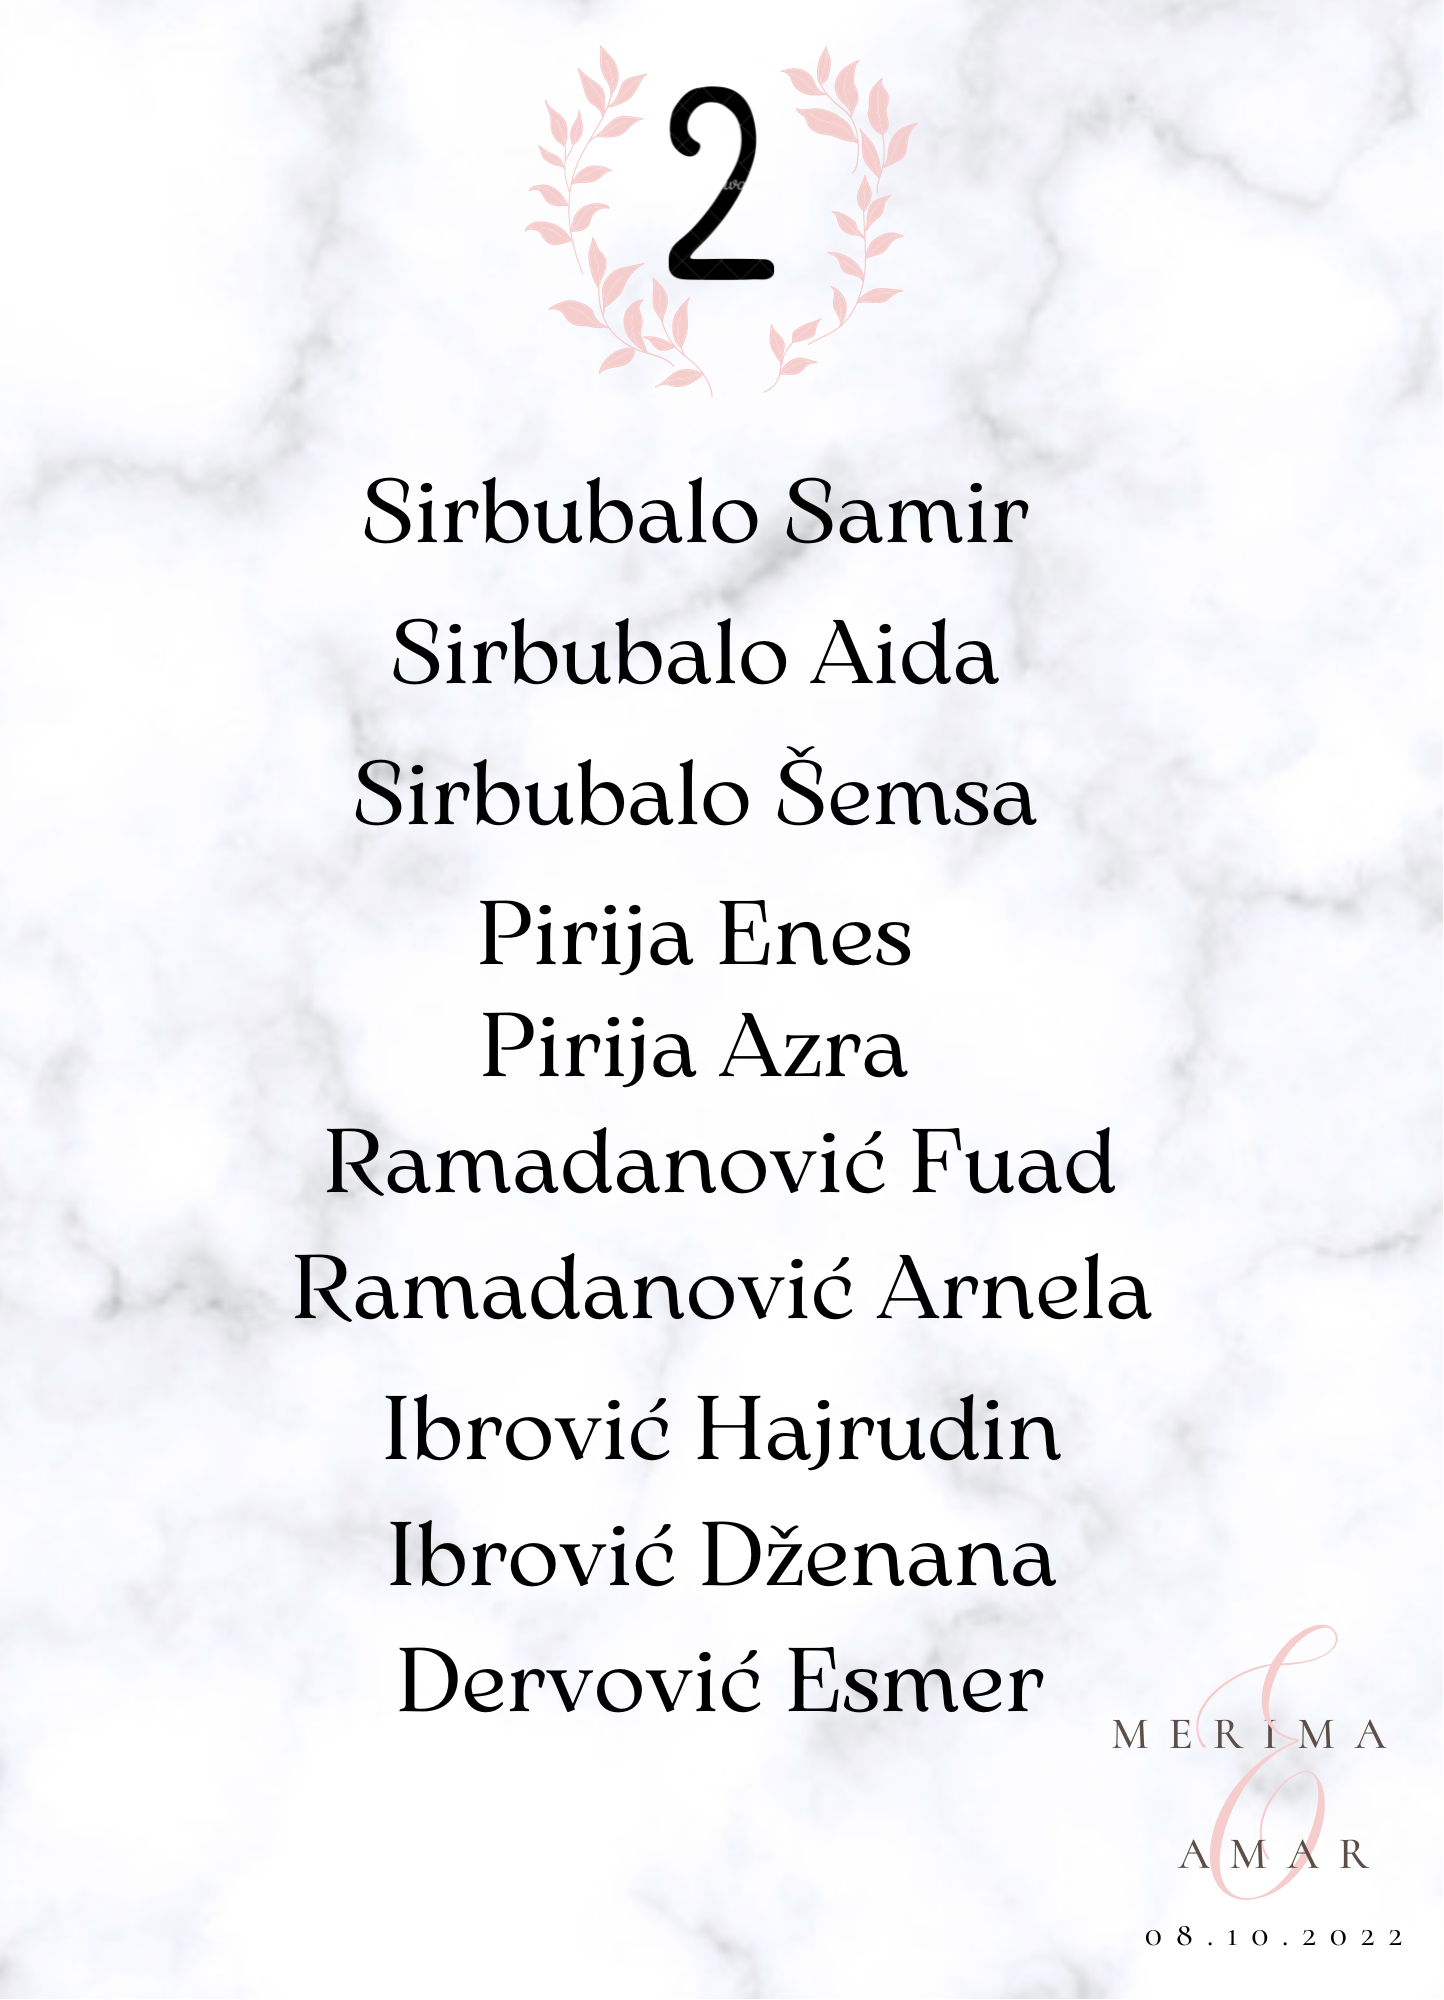 2
Sirbubalo Samir
Sirbubalo Aida
Sirbubalo Šemsa
Pirija Enes
Pirija Azra
Ramadanović Fuad
Ramadanović Arnela
Ibrović Hajrudin
Ibrović Dženana
Dervović Esmer
MERIMA
&
AMAR
08.10.2022